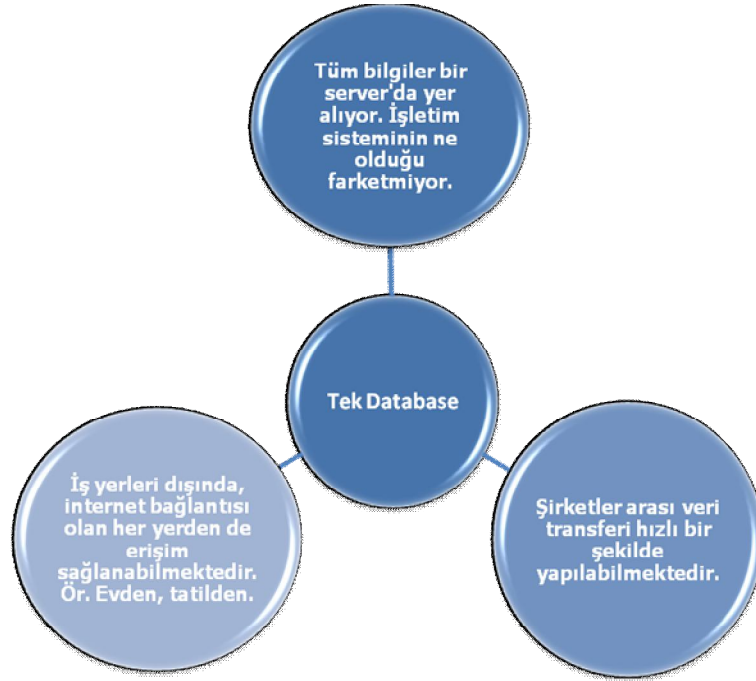 Tüm bilgiler bir
server'da yer
alıyor. İşletim
sisteminin ne
olduğu
farketmiyor.
Tek Database
İş yerleri dışında,
internet bağlantısı
olan her yerden de
erişim
sağlanabilmektedir.
Ör. Evden, tatilden.
Şirketler arası veri
transferi hızlı bir
şekilde
yapılabilmektedir.